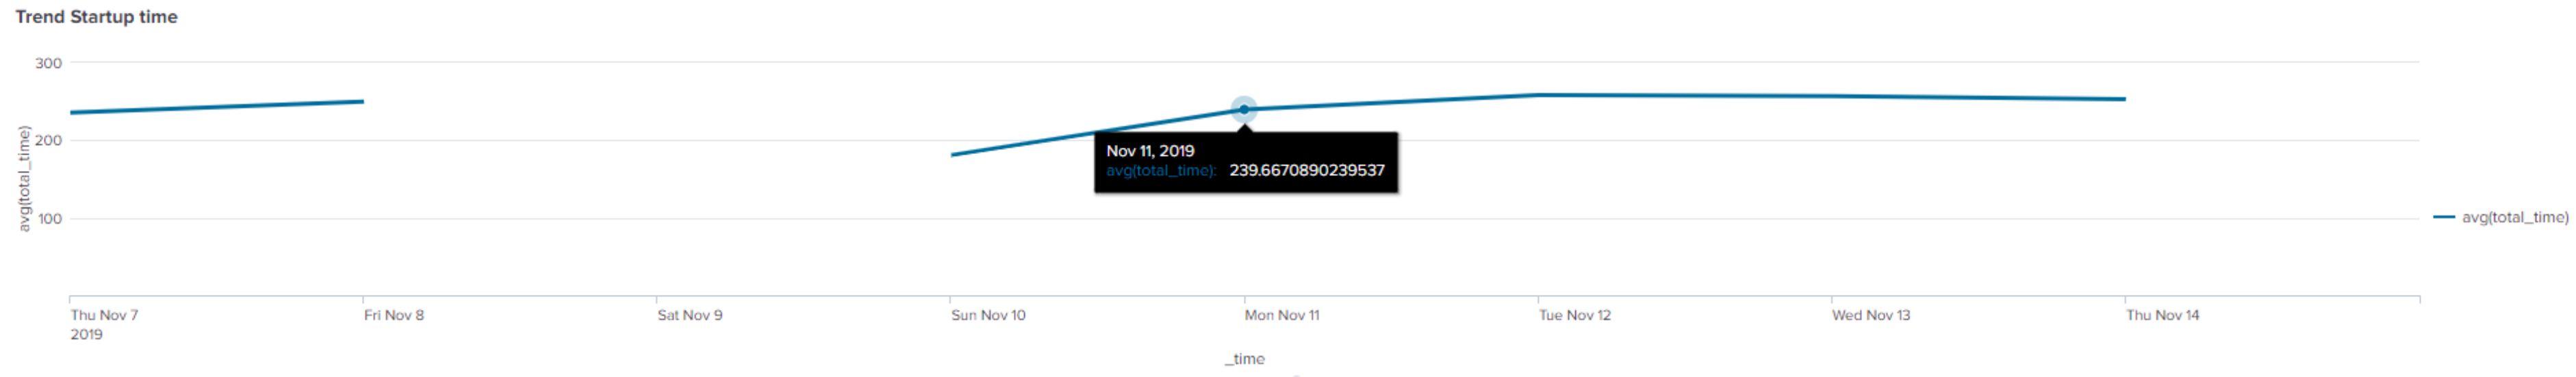 Trend Startup time
300
200
100
avg(total_time)
Nov 11, 2019
avg(total_time): 239.6670890239537
avg(total_time)
Thu Nov 7 Fri Nov 8 Sat Nov 9 Sun Nov 10 Mon Nov 11 Tue Nov 12 Wed Nov 13 Thu Nov 14
2019
_time